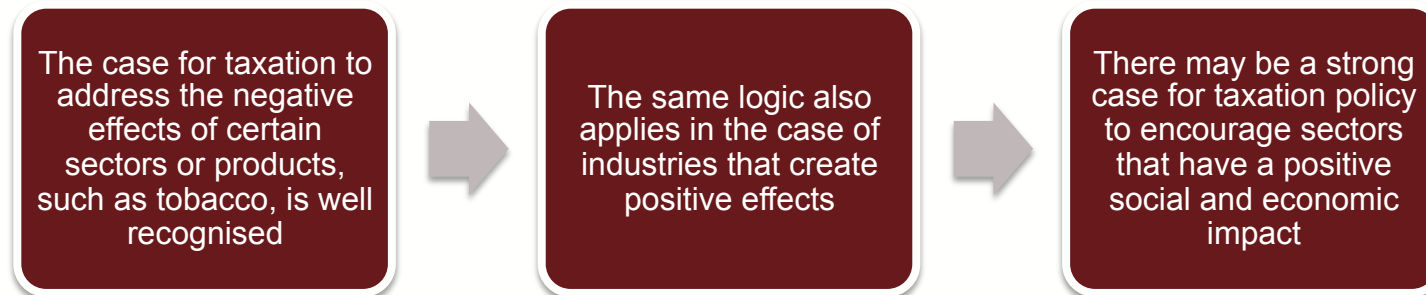 The case for taxation to
address the negative
effects of certain
sectors or products,
such as tobacco, is well
recognised
The same logic also
applies in the case of
industries that create
positive effects
There may be a strong
case for taxation policy
to encourage sectors
that have a positive
social and economic
impact